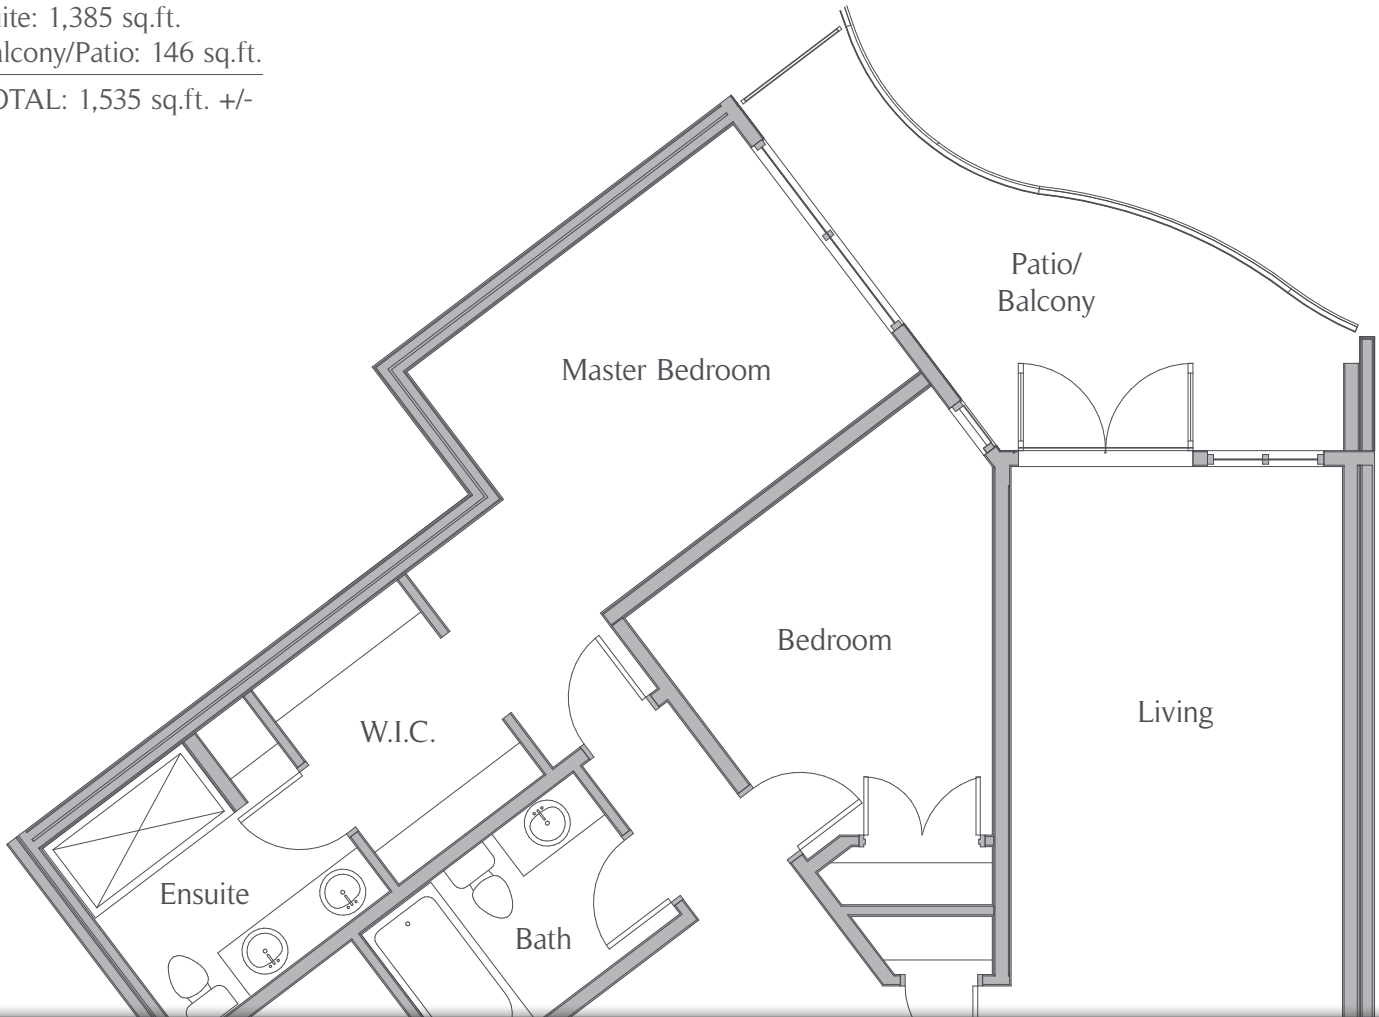 ite: 1,385 sq.ft.
alcony/Patio: 146 sq.ft.
OTAL: 1,535 sq.ft. +/-
Patio/
Balcony
Master Bedroom
Bedroom
Living
W.I.C.
Ensuite
Bath